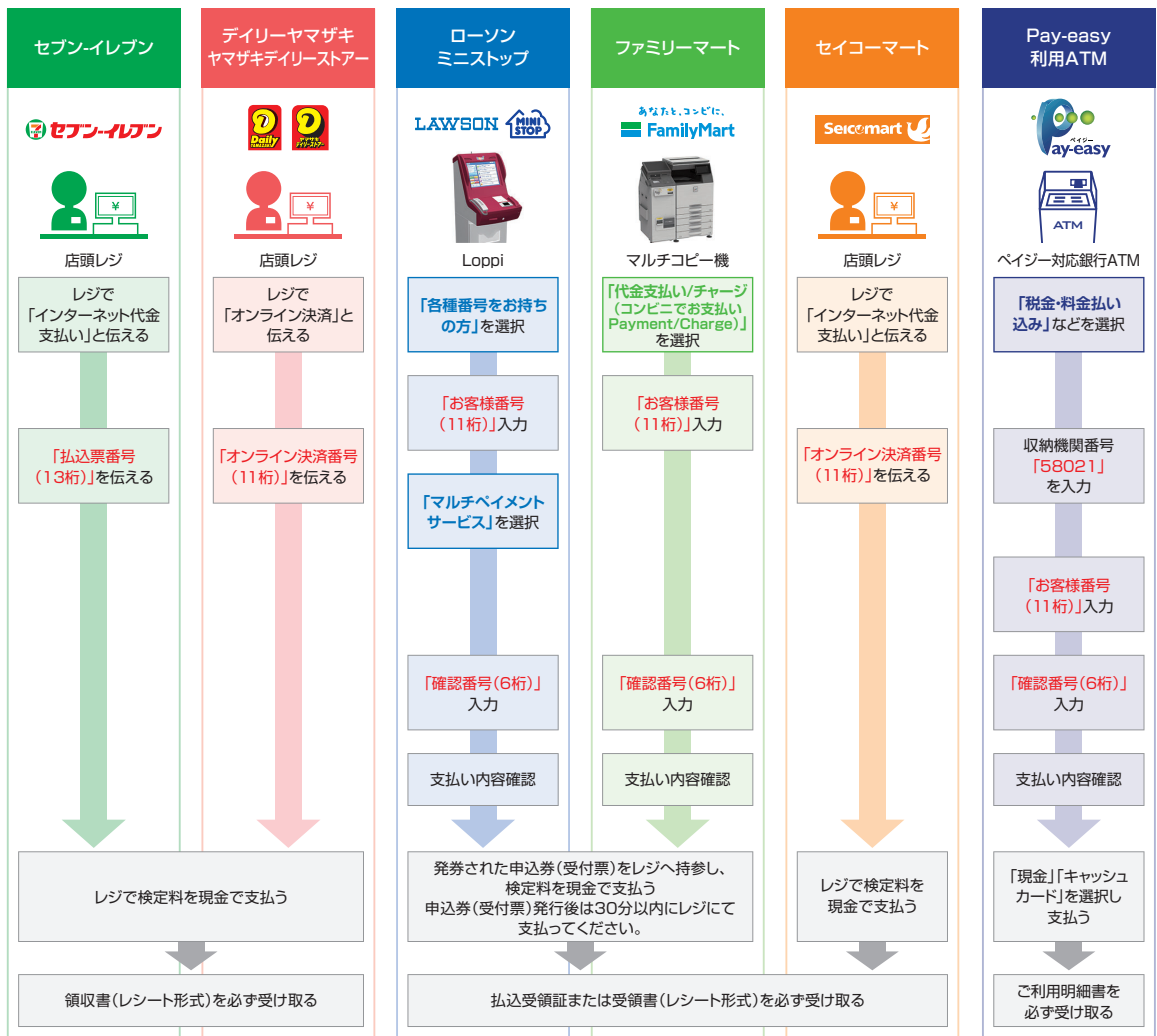 セブン-イレブン
セブン-イレブン
¥
店頭レジ
レジで
「インターネット代金
支払い」と伝える
「払込票番号
(13桁)」を伝える
デイリーヤマザキ
ヤマザキデイリーストアー
Daily
YAMAZAKI
ヤマザキ
デイリーストアー
¥
店頭レジ
レジで
「オンライン決済」と
伝える
「オンライン決済番号
(11桁)」を伝える
レジで検定料を現金で支払う
領収書(レシート形式)を必ず受け取る
ローソン
ミニストップ
LAWSON
MINI
STOP
Loppi
「各種番号をお持ち
の方」を選択
「お客様番号
(11桁)」入力
「マルチペイメント
サービス」を選択
「確認番号(6桁)」
入力
支払い内容確認
ファミリーマート
あなたと、コンビに、
FamilyMart
マルチコピー機
「代金支払い/チャージ
(コンビニでお支払い
Payment/Charge)」
を選択
「お客様番号
(11桁)」入力
「確認番号(6桁)」
入力
支払い内容確認
発券された申込券(受付票)をレジへ持参し、
検定料を現金で支払う
申込券(受付票)発行後は30分以内にレジにて
支払ってください。
セイコーマート
Seicomart
¥
店頭レジ
レジで
「インターネット代金
支払い」と伝える
「オンライン決済番号
(11桁)」を伝える
レジで検定料を
現金で支払う
払込受領証または受領書(レシート形式)を必ず受け取る
Pay-easy
利用ATM
ペイジー
Pay-easy
ATM
ペイジー対応銀行ATM
「税金・料金払い
込み」などを選択
収納機関番号
「58021」
を入力
「お客様番号
(11桁)」入力
「確認番号(6桁)」
入力
支払い内容確認
「現金」「キャッシュ
カード」を選択し
支払う
ご利用明細書を
必ず受け取る